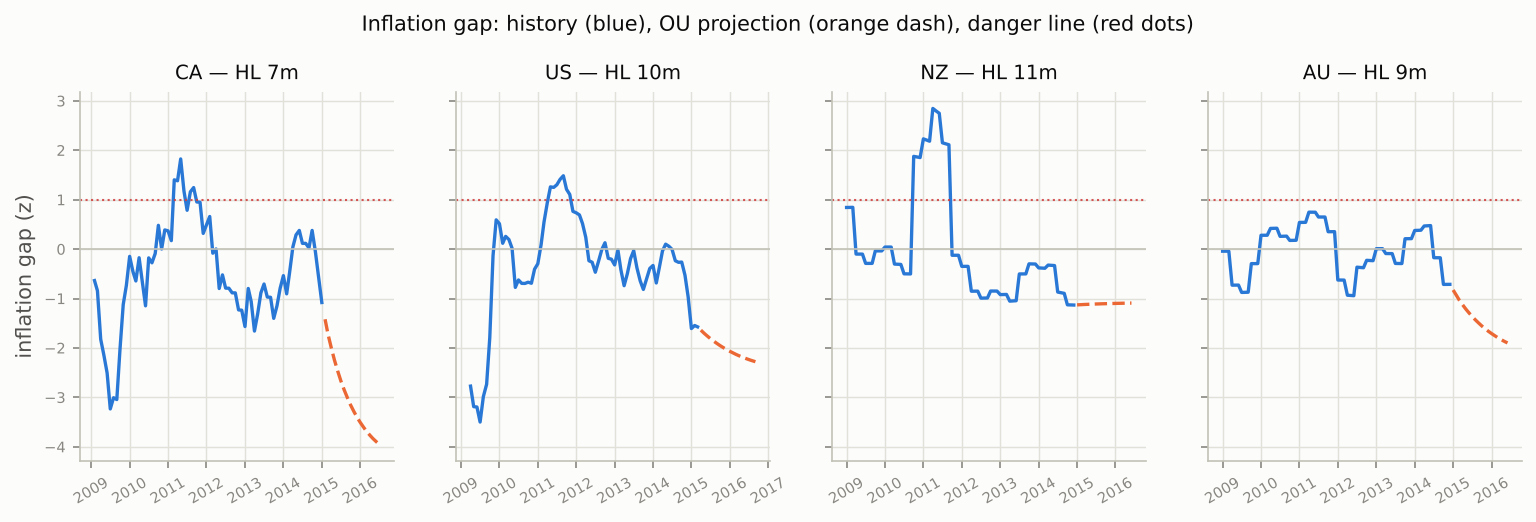 Inflation gap: history (blue), OU projection (orange dash), danger line (red dots)
CA — HL 7m
US — HL 10m
NZ — HL 11m
AU — HL 9m
inflation gap (z)
3
2
1
0
−1
−2
−3
−4
2009 2010 2011 2012 2013 2014 2015 2016
2009 2010 2011 2012 2013 2014 2015 2016 2017
2009 2010 2011 2012 2013 2014 2015 2016
2009 2010 2011 2012 2013 2014 2015 2016